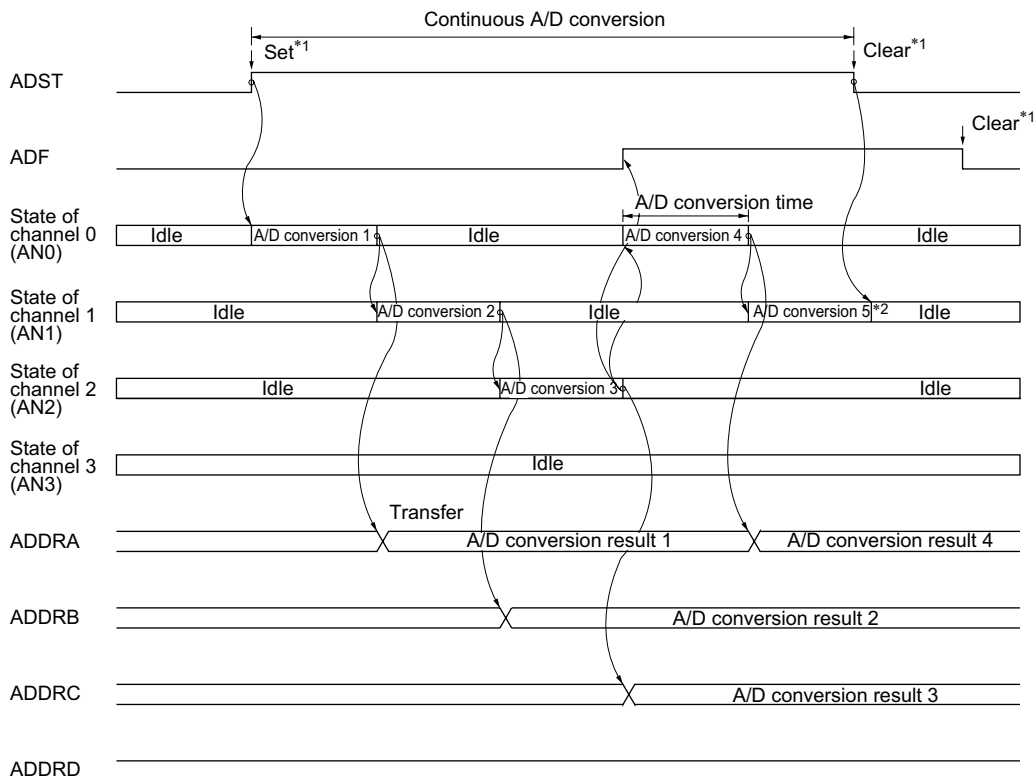 Continuous A/D conversion
Set*1
Clear*1
ADST
Clear*1
ADF
A/D conversion time
State of
channel 0
(AN0)
Idle
A/D conversion 1
Idle
A/D conversion 4
Idle
State of
channel 1
(AN1)
Idle
A/D conversion 2
Idle
A/D conversion 5
*2
Idle
State of
channel 2
(AN2)
Idle
A/D conversion 3
Idle
State of
channel 3
(AN3)
Idle
Transfer
ADDRA
A/D conversion result 1
A/D conversion result 4
ADDRB
A/D conversion result 2
ADDRC
A/D conversion result 3
ADDRD